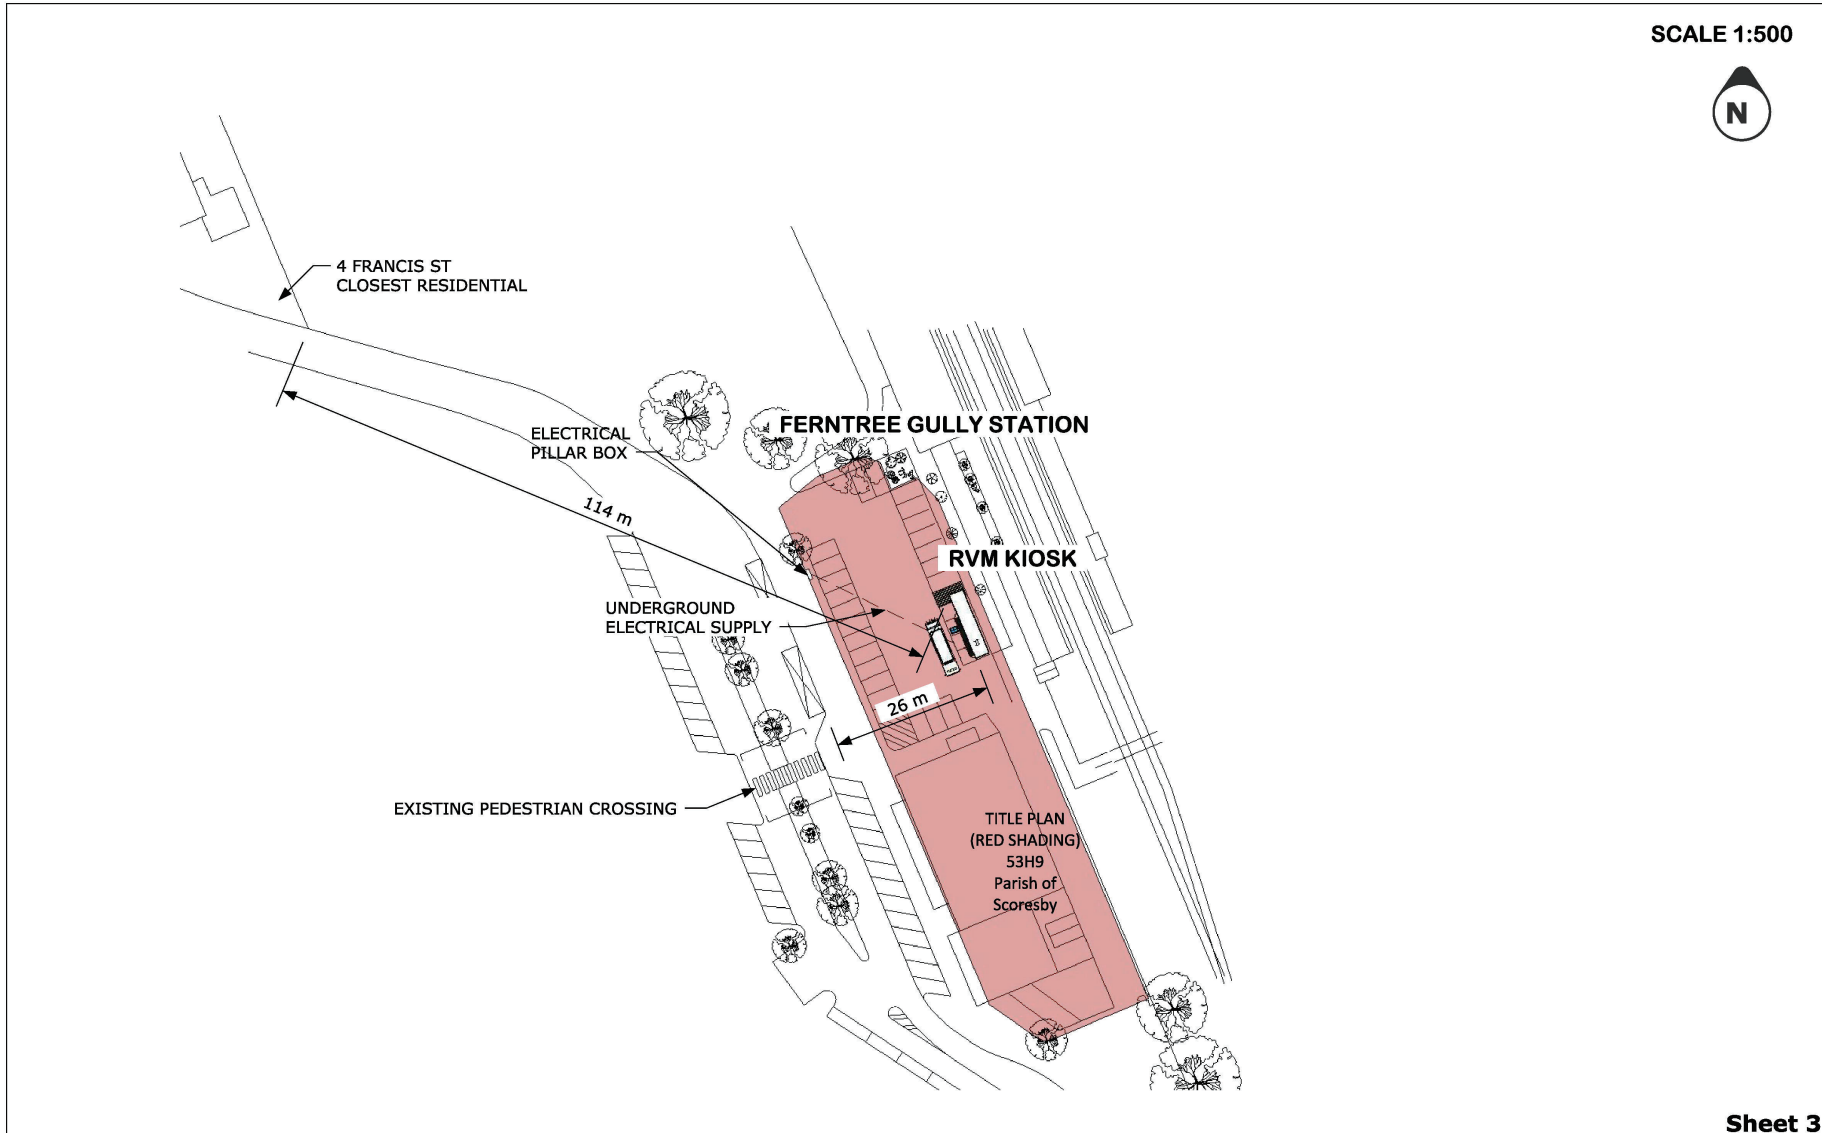 SCALE 1:500
N
4 FRANCIS ST
CLOSEST RESIDENTIAL
FERNTREE GULLY STATION
ELECTRICAL
PILLAR BOX
114 m
RVM KIOSK
UNDERGROUND
ELECTRICAL SUPPLY
26 m
EXISTING PEDESTRIAN CROSSING
TITLE PLAN
(RED SHADING)
53H9
Parish of
Scoresby
Sheet 3